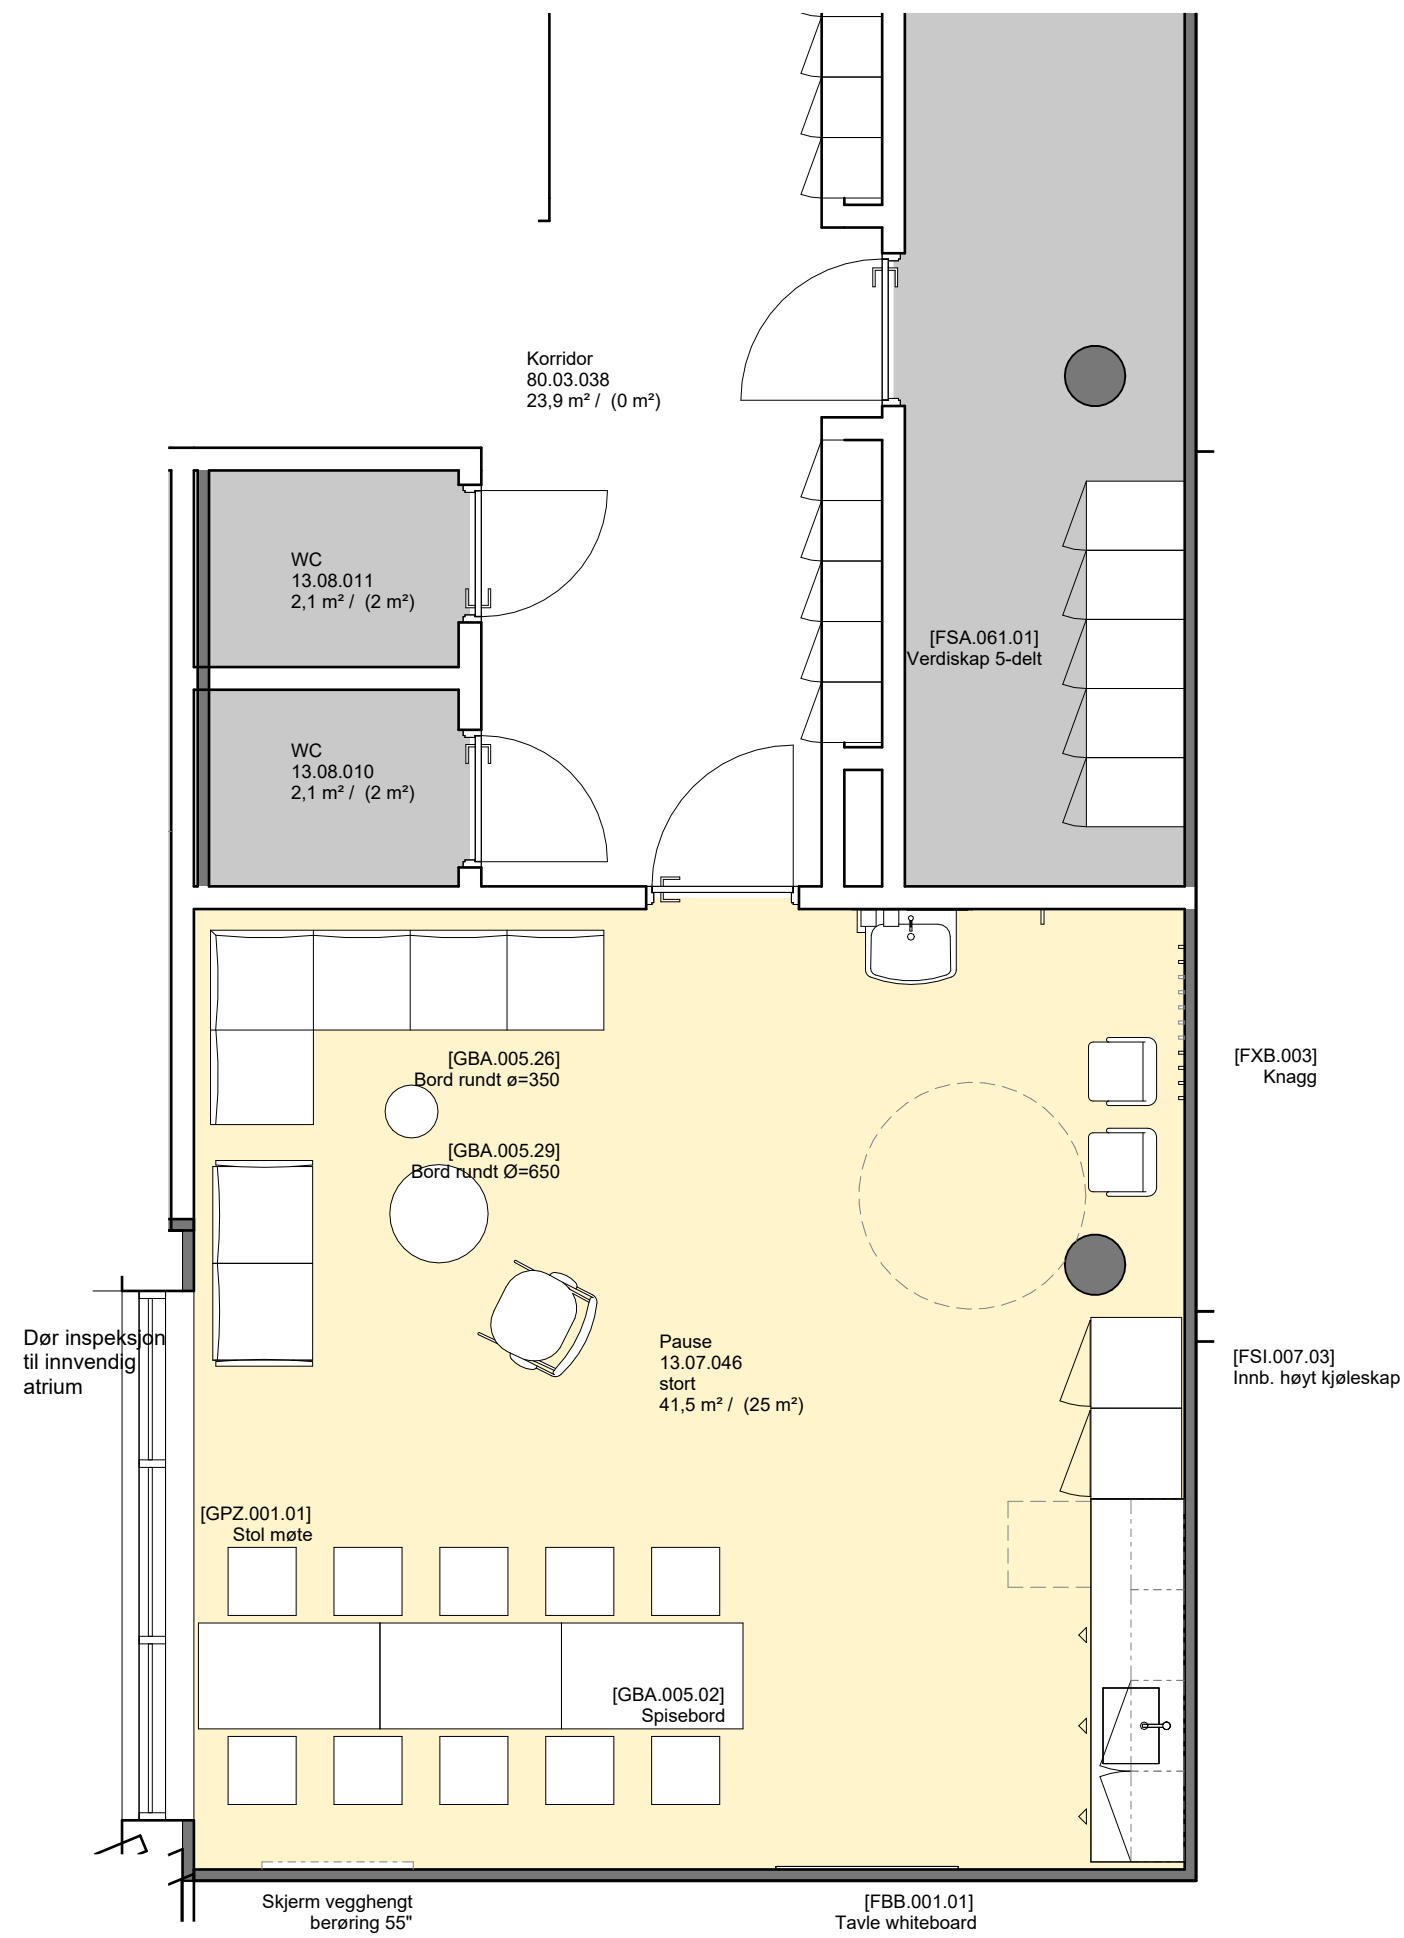 Korridor
80.03.038
23,9 m² /  (0 m²)
WC
13.08.011
2,1 m² /  (2 m²)
[FSA.061.01]
Verdiskap 5-delt
WC
13.08.010
2,1 m² /  (2 m²)
[GBA.005.26]
Bord rundt ø=350
[FXB.003]
Knagg
[GBA.005.29]
Bord rundt Ø=650
Dør inspeksjon
til innvendig
atrium
Pause
13.07.046
stort
41,5 m² /  (25 m²)
[FSI.007.03]
Innb. høyt kjøleskap
[GPZ.001.01]
Stol møte
[GBA.005.02]
Spisebord
Skjerm vegghengt
berøring 55"
[FBB.001.01]
Tavle whiteboard